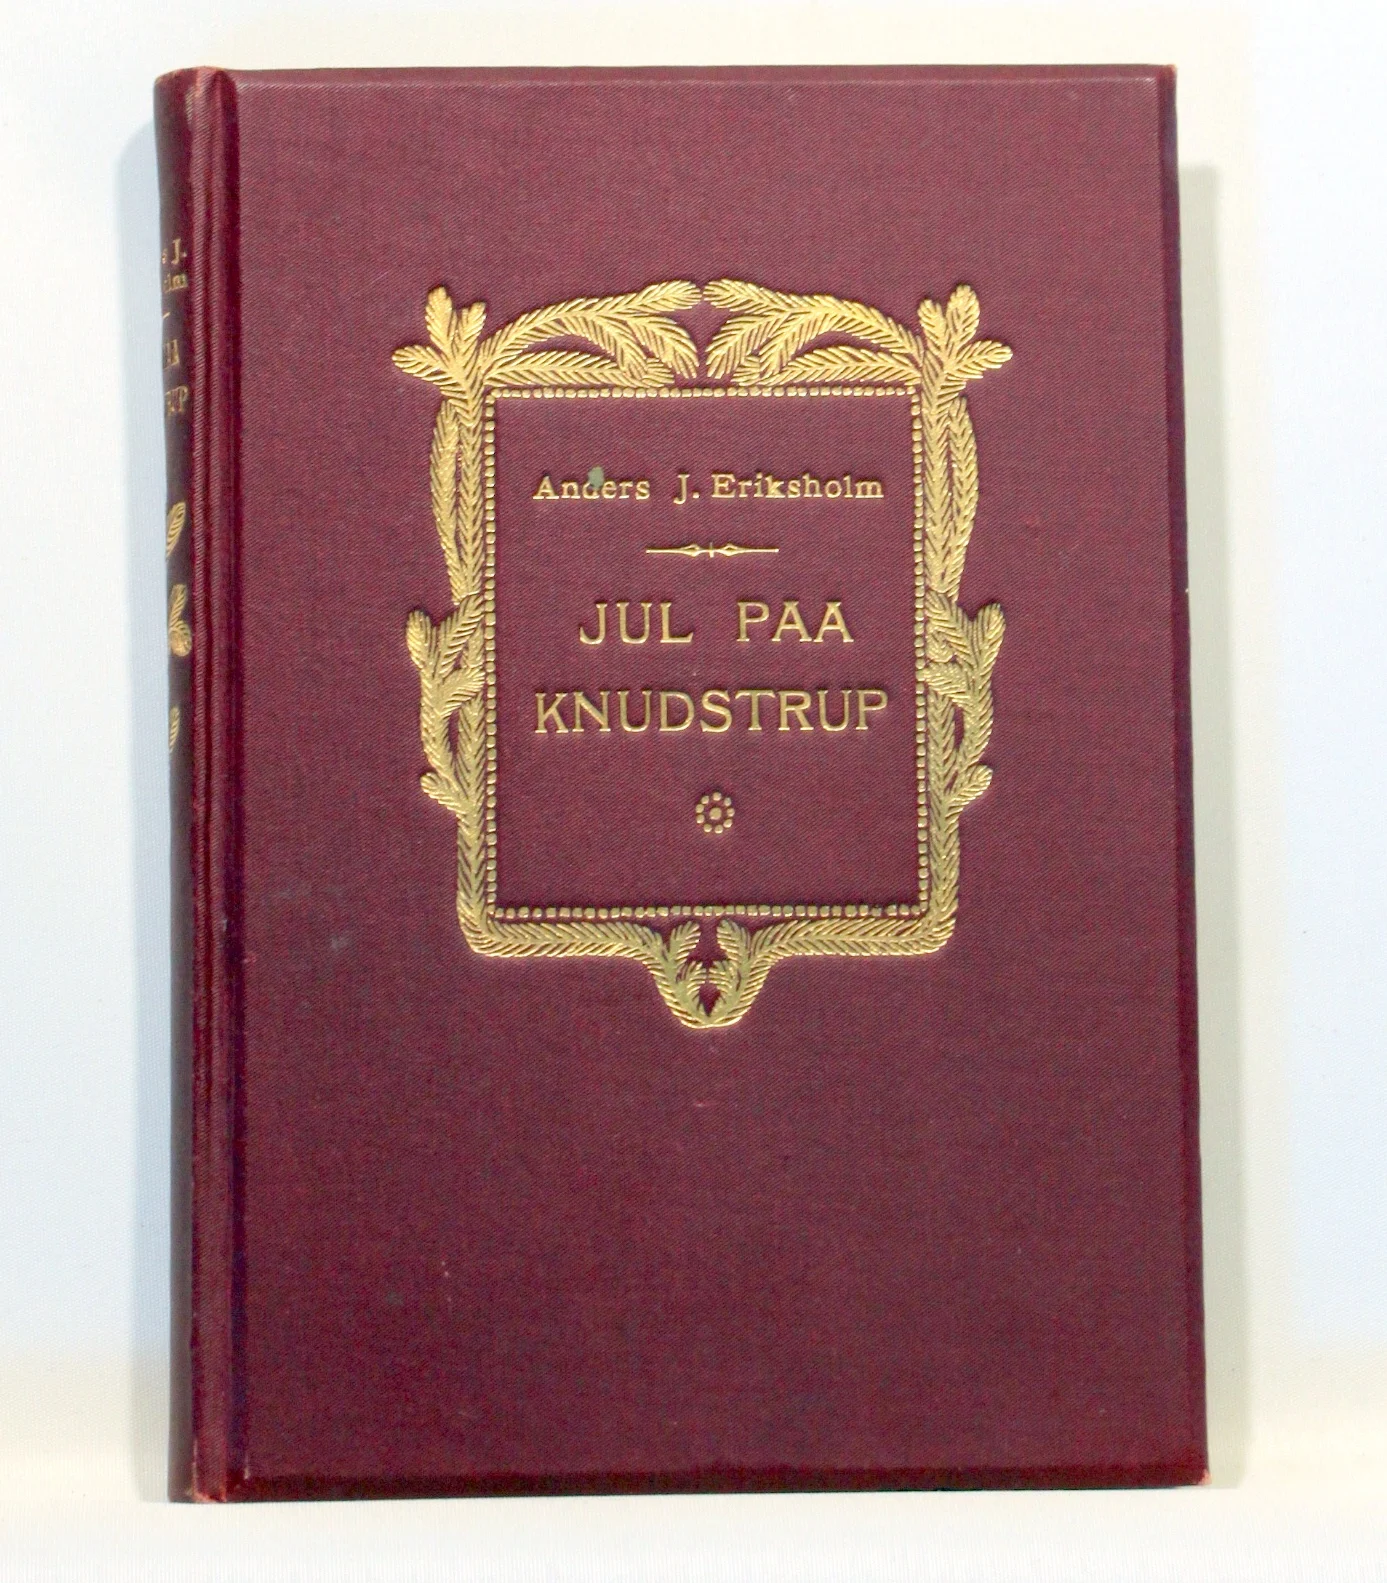 Anders J. Eriksholm
JUL PAA
KNUDSTRUP